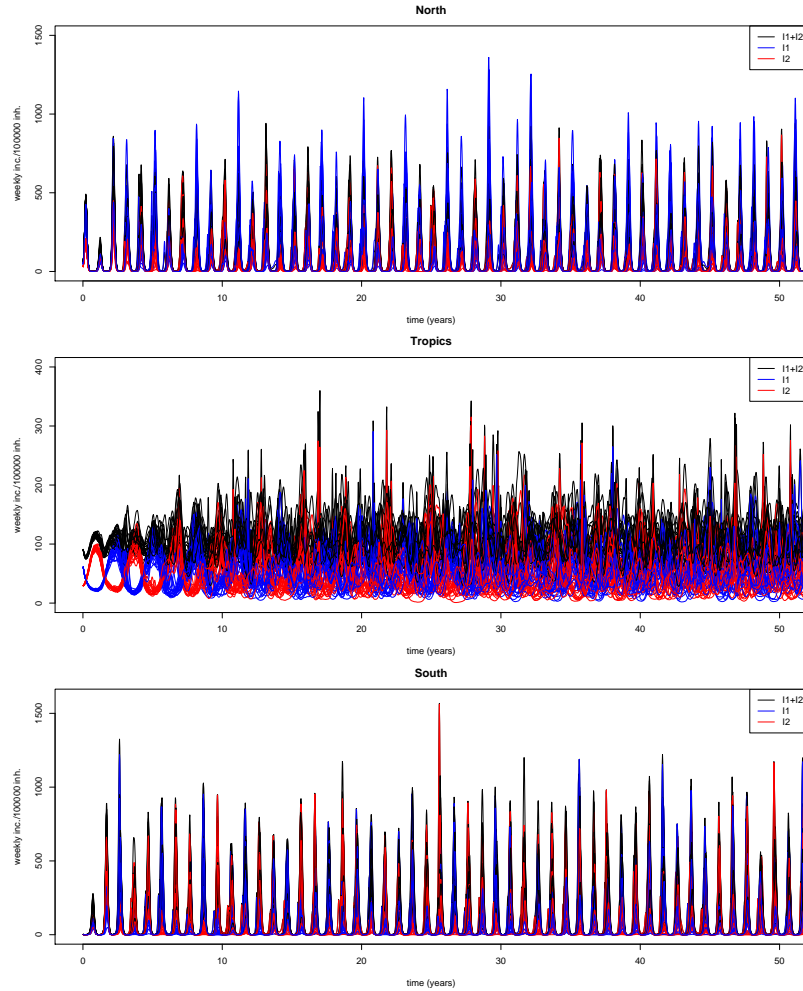 North
weekly inc./100000 inh.
1500
1000
500
0
I1+I2
I1
I2
0 10 20 30 40 50
time (years)
Tropics
weekly inc./100000 inh.
400
300
200
100
0
I1+I2
I1
I2
0 10 20 30 40 50
time (years)
South
weekly inc./100000 inh.
1500
1000
500
0
I1+I2
I1
I2
0 10 20 30 40 50
time (years)